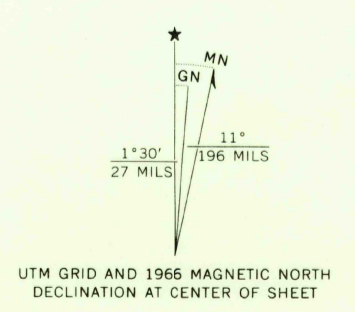 ★
MN
GN
1°30′
27 MILS
11°
196 MILS
UTM GRID AND 1966 MAGNETIC NORTH
DECLINATION AT CENTER OF SHEET